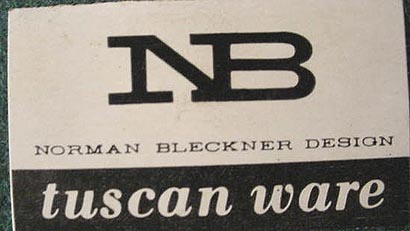 NB
NORMAN BLECKNER DESIGN
tuscan ware